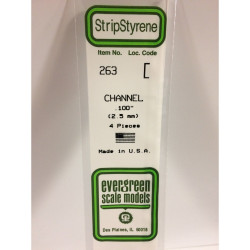 StripStyrene
Item No. Loc. Code
263
CHANNEL
.100"
(2.5 mm)
4 Pieces
Made in U.S.A.
evergreen
scale models
Des Plaines, IL 60018